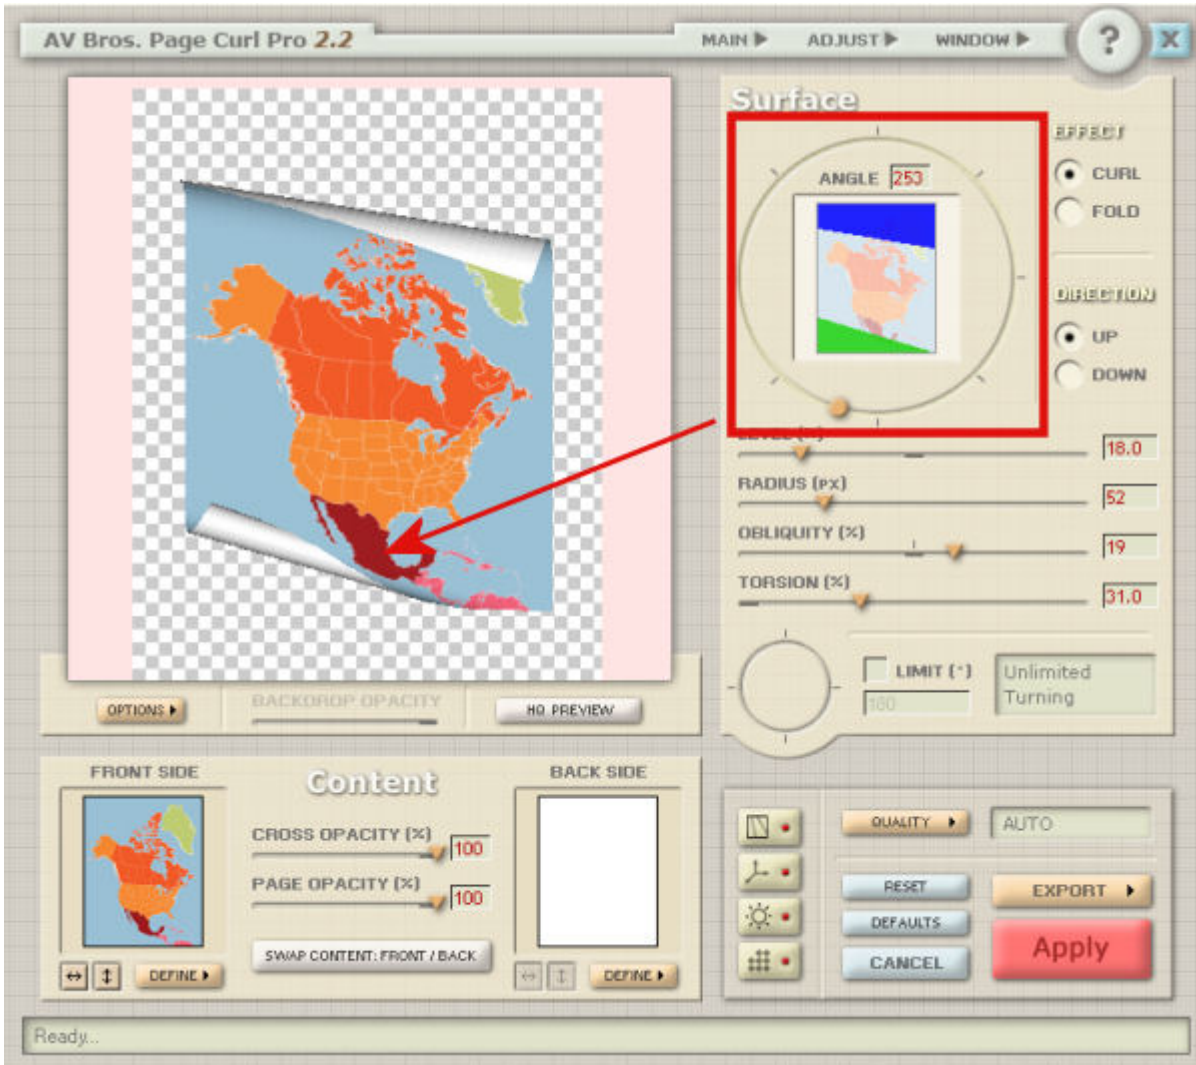 AV Bros. Page Curl Pro 2.2
MAIN
ADJUST
WINDOW
?
X
Surface
ANGLE 253
EFFECT
CURL
FOLD
DIRECTION
UP
DOWN
18.0
RADIUS (PX)
52
OBLIQUITY (%)
19
TORSION (%)
31.0
LIMIT (°)
180
Unlimited
Turning
OPTIONS
BACKDROP OPACITY
HQ PREVIEW
FRONT SIDE
Content
BACK SIDE
CROSS OPACITY (%)
100
PAGE OPACITY (%)
100
SWAP CONTENT: FRONT / BACK
DEFINE
DEFINE
QUALITY
AUTO
RESET
EXPORT
DEFAULTS
CANCEL
Apply
Ready...